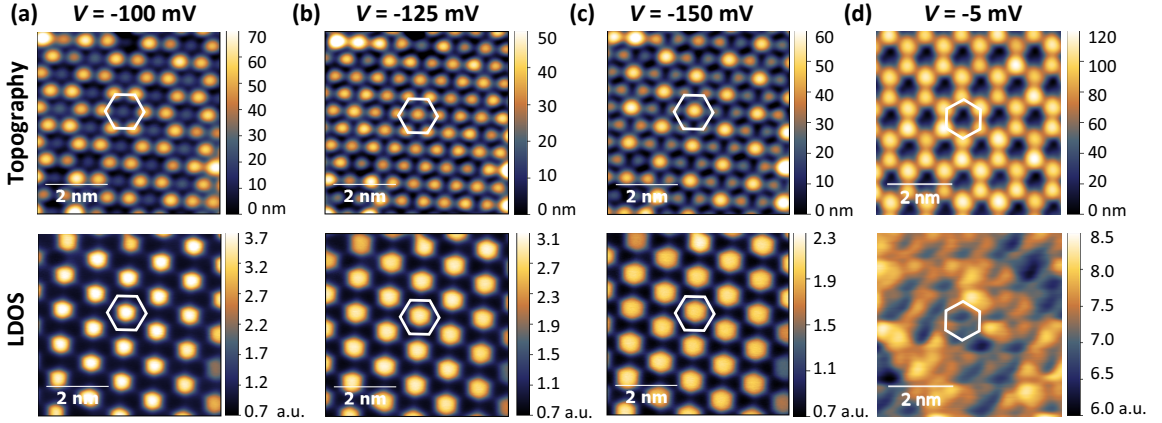 (a) V = -100 mV (b) V = -125 mV (c) V = -150 mV (d) V = -5 mV
Topography
70
60
50
40
30
20
10
0 nm
2 nm
50
40
30
20
10
0 nm
2 nm
60
50
40
30
20
10
0 nm
2 nm
120
100
80
60
40
20
0 nm
2 nm
LDOS
3.7
3.2
2.7
2.2
1.7
1.2
0.7 a.u.
2 nm
3.1
2.7
2.3
1.9
1.5
1.1
0.7 a.u.
2 nm
2.3
1.9
1.5
1.1
0.7 a.u.
2 nm
8.5
8.0
7.5
7.0
6.5
6.0 a.u.
2 nm